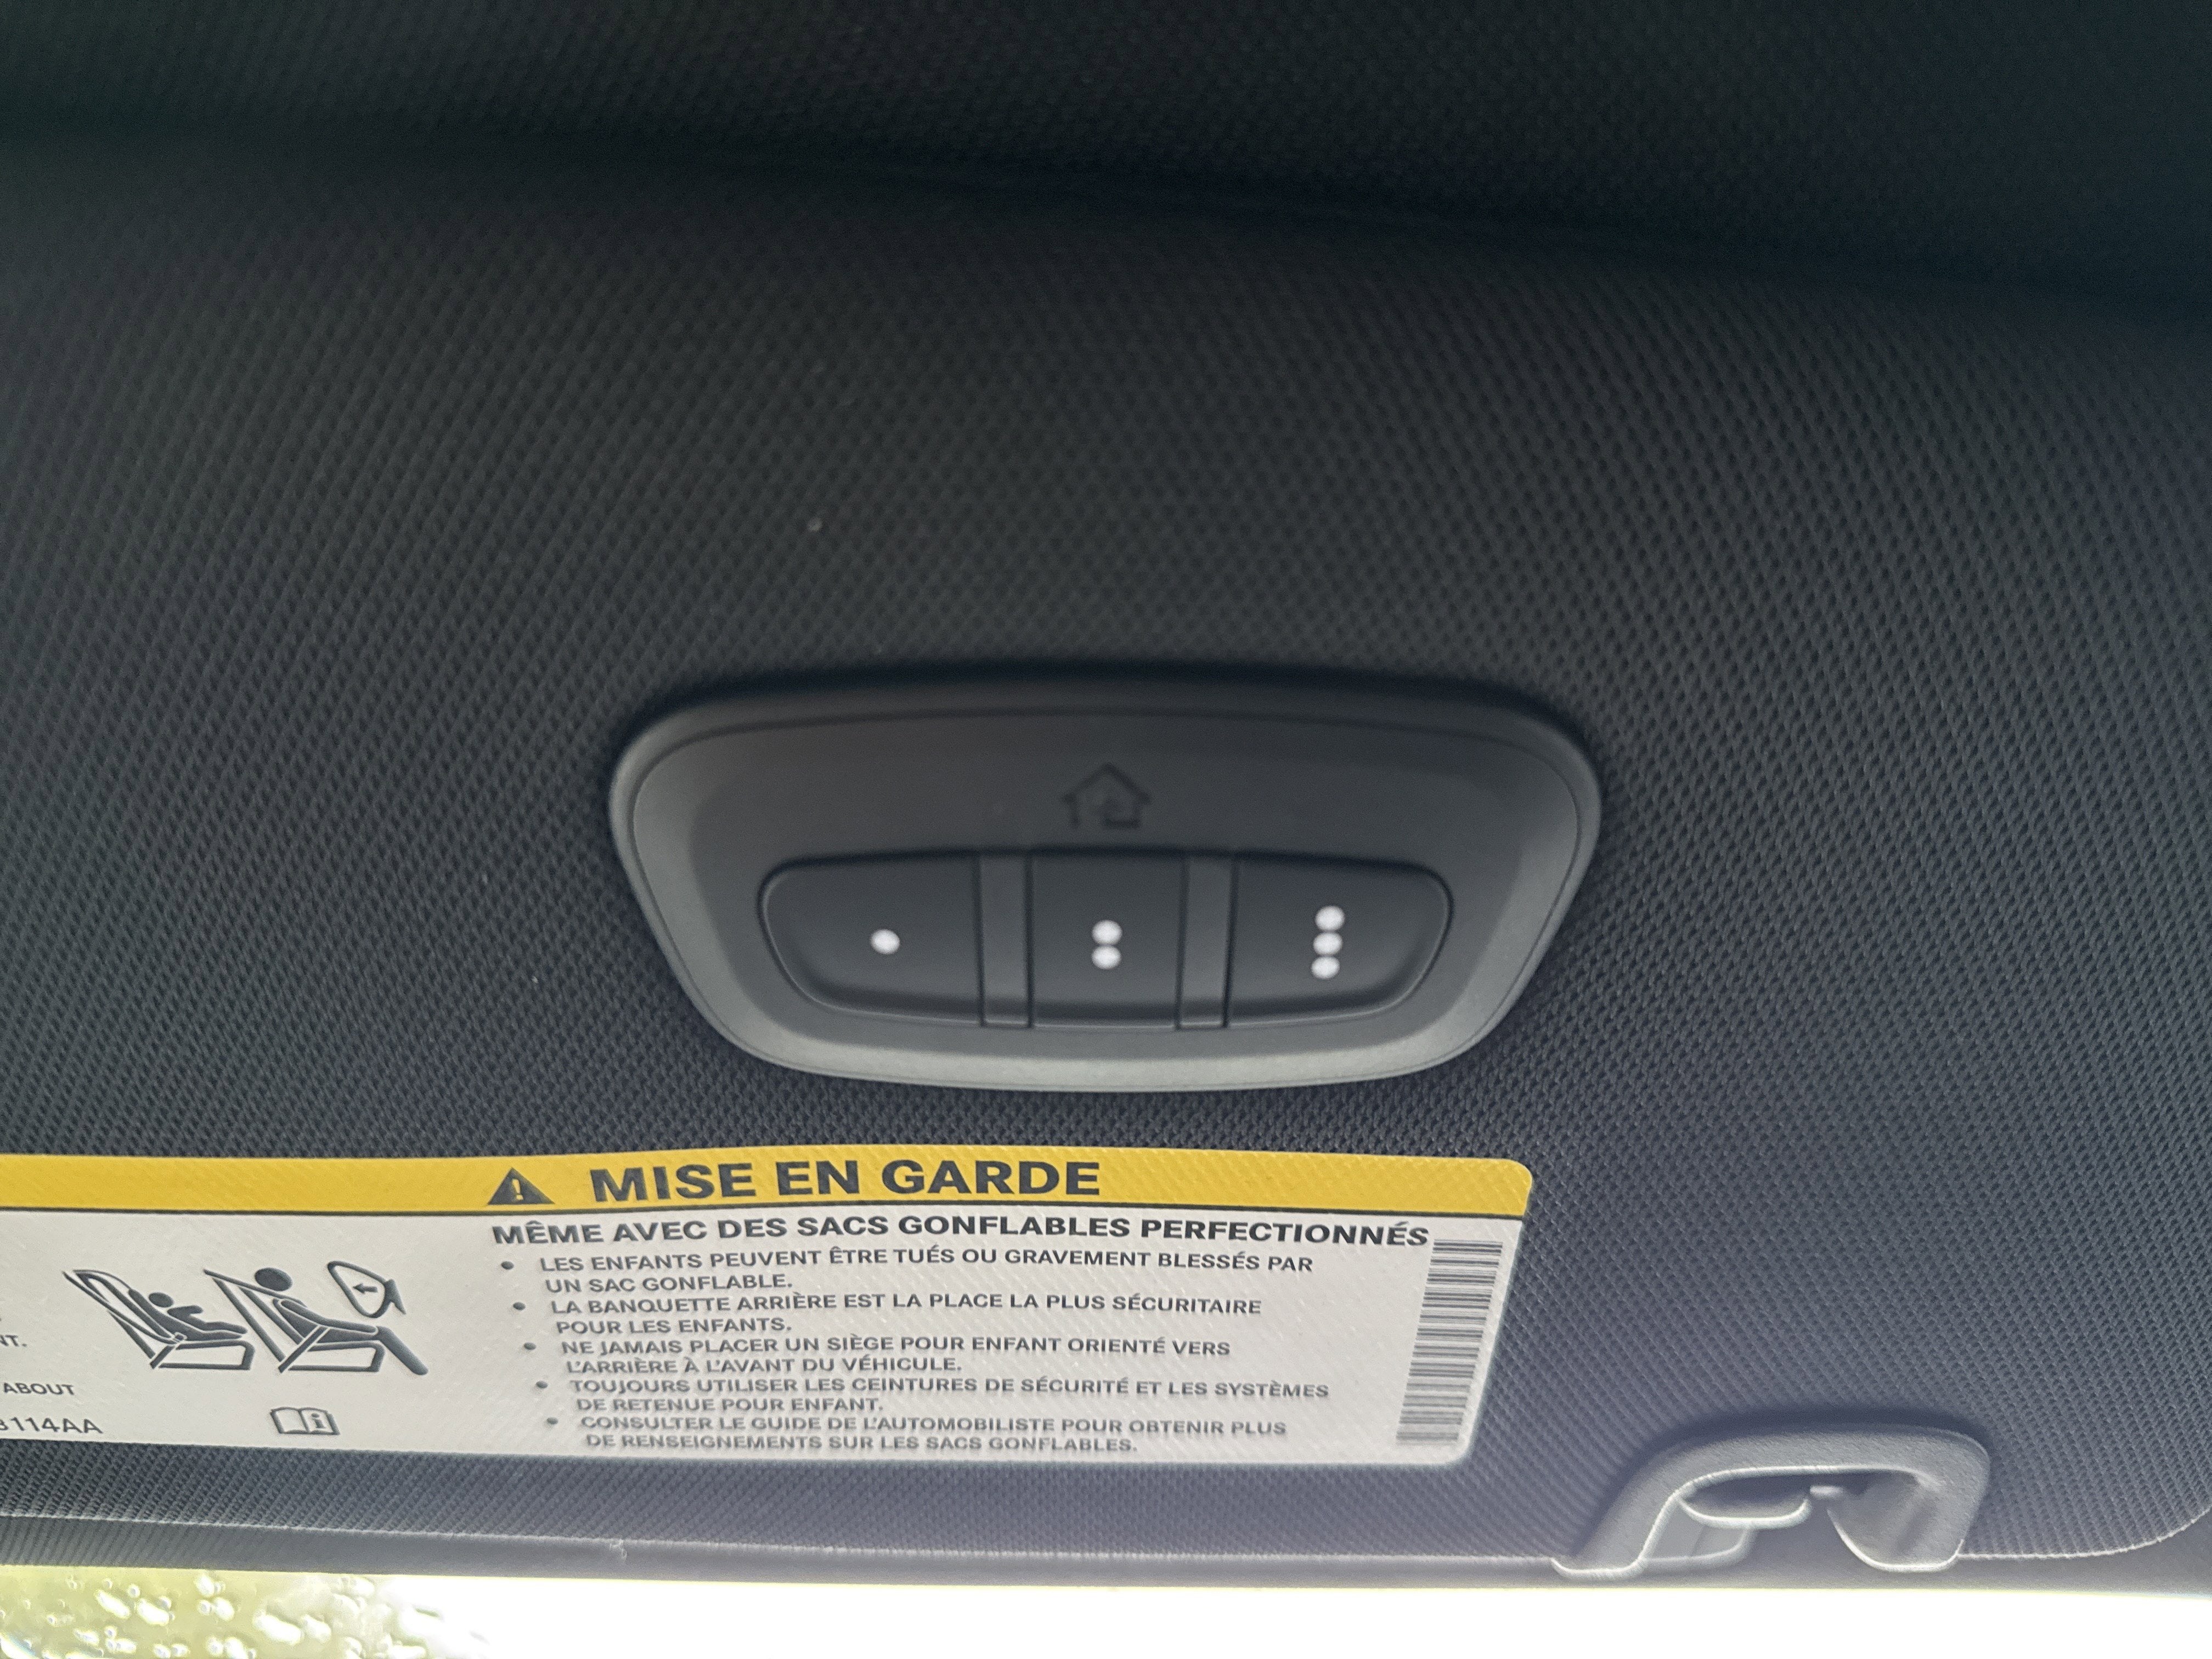 MISE EN GARDE
MÊME AVEC DES SACS GONFLABLES PERFECTIONNÉS
• LES ENFANTS PEUVENT ÊTRE TUÉS OU GRAVEMENT BLESSÉS PAR
UN SAC GONFLABLE.
• LA BANQUETTE ARRIÈRE EST LA PLACE LA PLUS SÉCURITAIRE
POUR LES ENFANTS.
• NE JAMAIS PLACER UN SIÈGE POUR ENFANT ORIENTÉ VERS
L'ARRIÈRE À L'AVANT DU VÉHICULE.
• TOUJOURS UTILISER LES CEINTURES DE SÉCURITÉ ET LES SYSTÈMES
DE RETENUE POUR ENFANT.
• CONSULTER LE GUIDE DE L'AUTOMOBILISTE POUR OBTENIR PLUS
DE RENSEIGNEMENTS SUR LES SACS GONFLABLES.
ABOUT
114AA